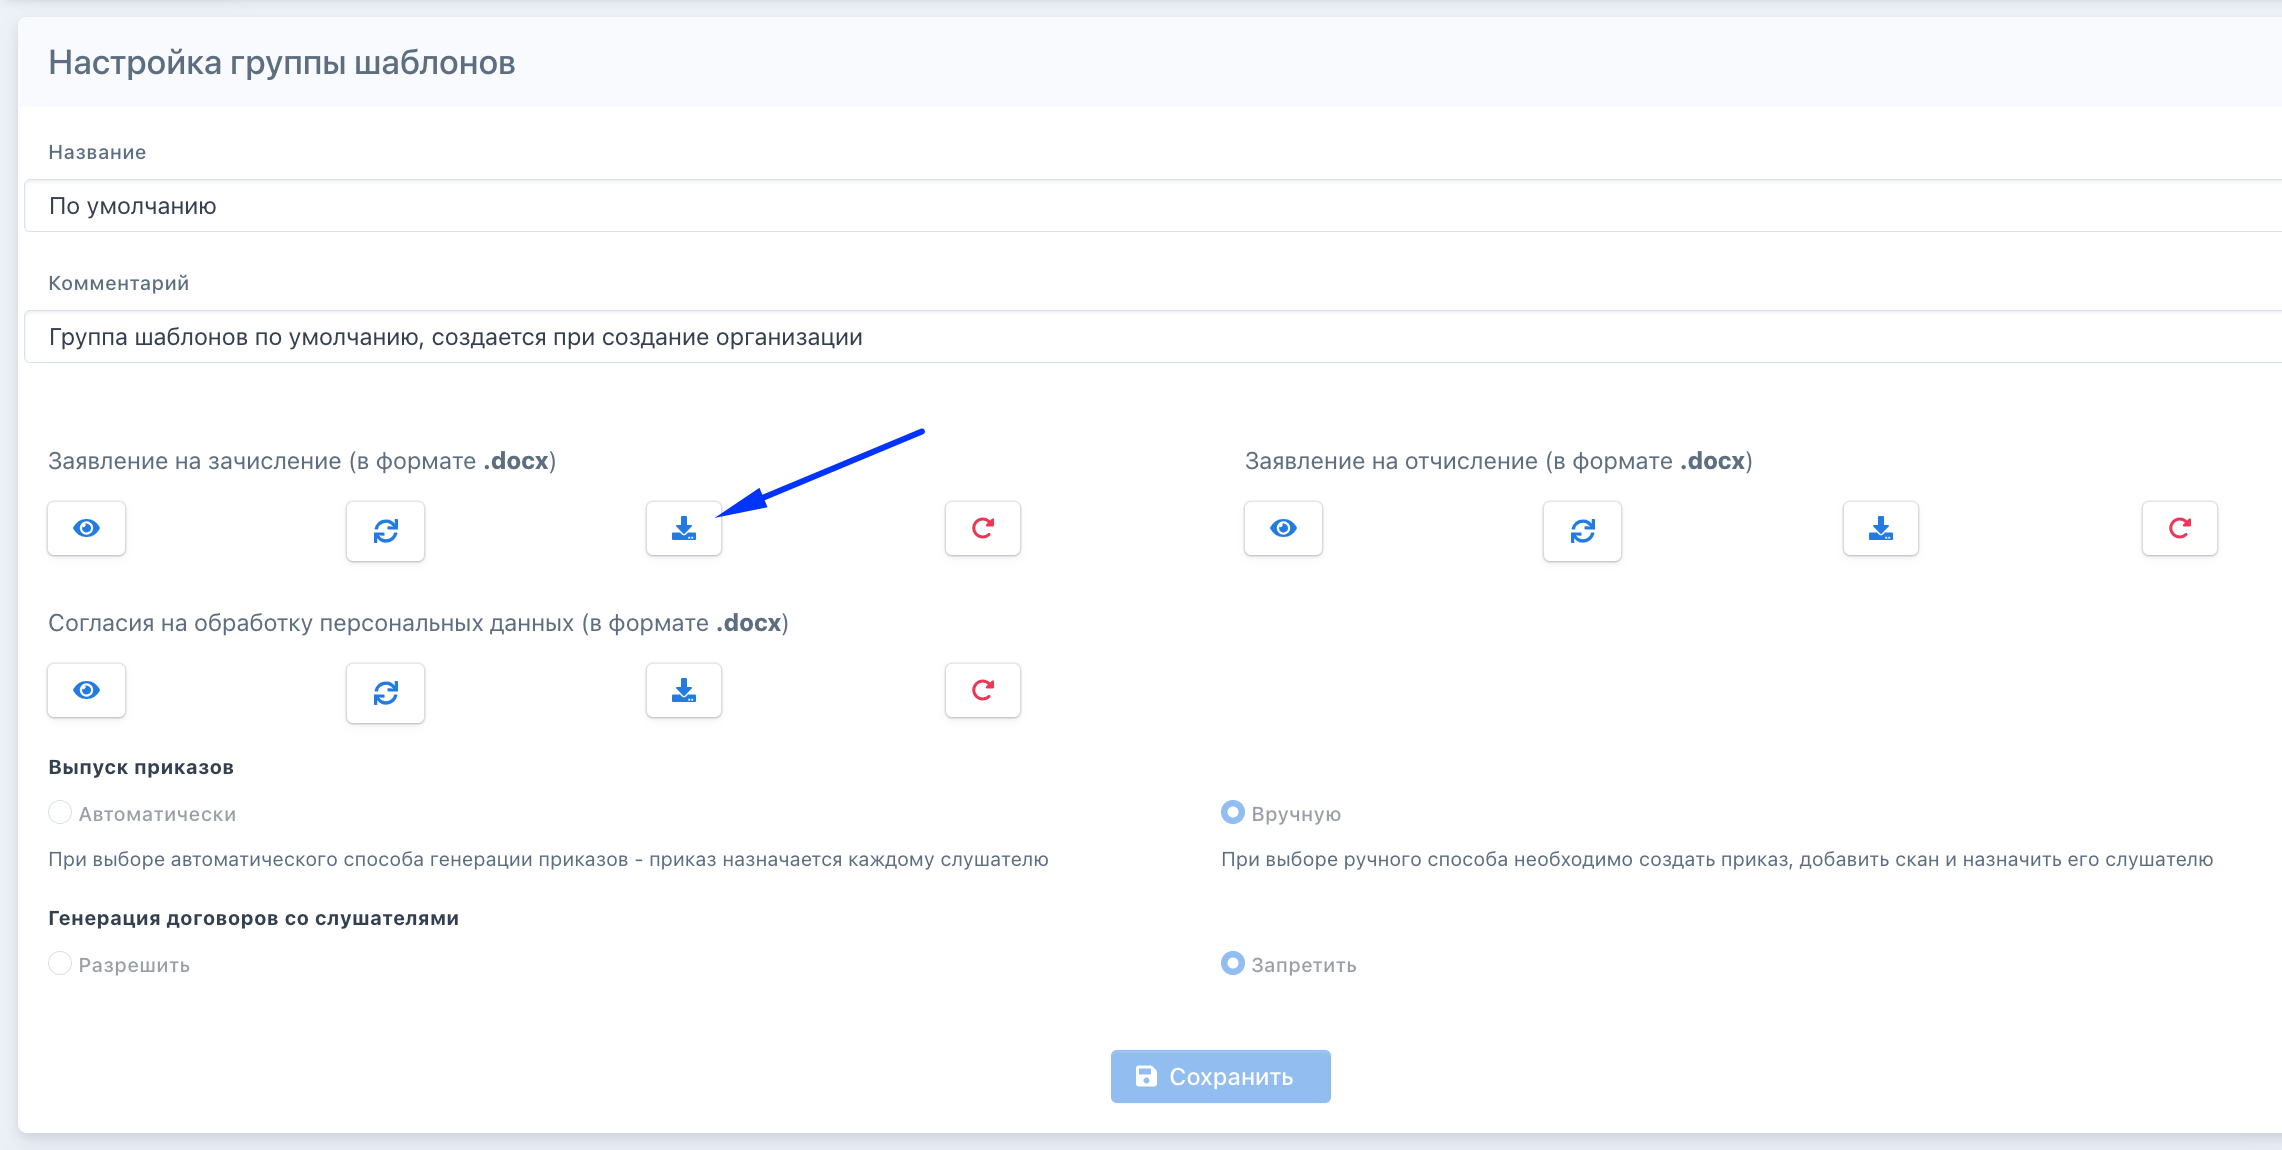 Настройка группы шаблонов
Название
По умолчанию
Комментарий
Группа шаблонов по умолчанию, создается при создание организации
Заявление на зачисление (в формате .docx)
Заявление на отчисление (в формате .docx)
Согласия на обработку персональных данных (в формате .docx)
Выпуск приказов
Автоматически
Вручную
При выборе автоматического способа генерации приказов - приказ назначается каждому слушателю
При выборе ручного способа необходимо создать приказ, добавить скан и назначить его слушателю
Генерация договоров со слушателями
Разрешить
Запретить
Сохранить